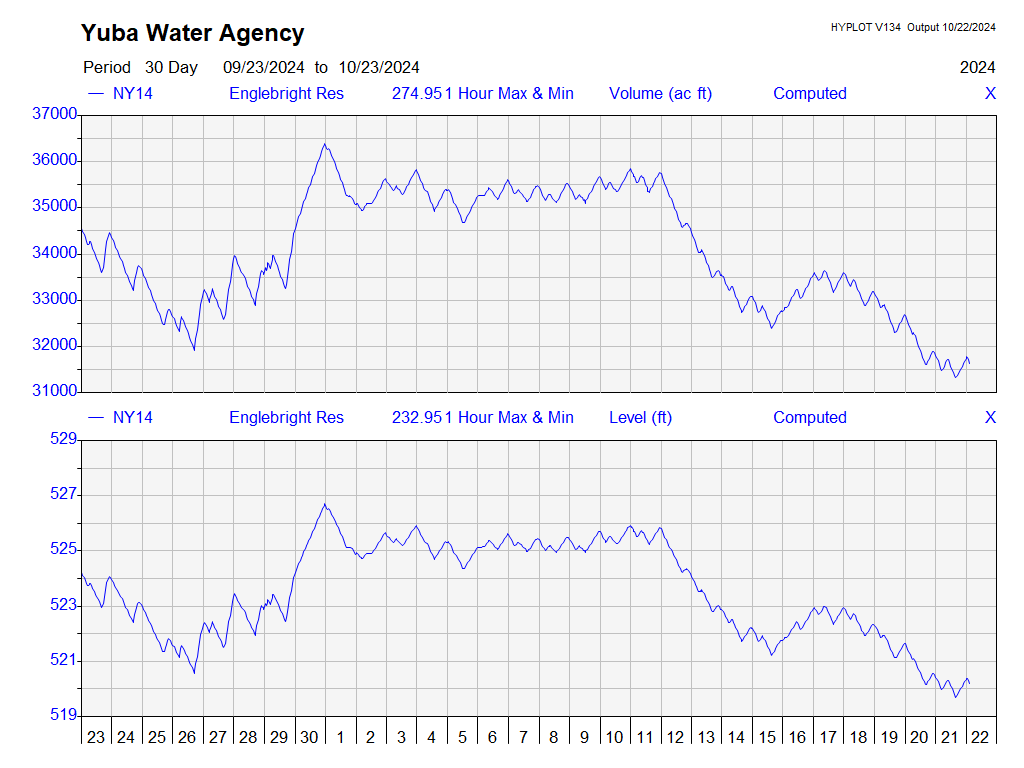 Yuba Water Agency
HYPLOT V134 Output 10/22/2024
Period 30 Day 09/23/2024 to 10/23/2024
2024
— NY14 Englebright Res 274.951 Hour Max & Min Volume (ac ft) Computed X
37000
36000
35000
34000
33000
32000
31000
— NY14 Englebright Res 232.951 Hour Max & Min Level (ft) Computed X
529
527
525
523
521
519
23 24 25 26 27 28 29 30 1 2 3 4 5 6 7 8 9 10 11 12 13 14 15 16 17 18 19 20 21 22